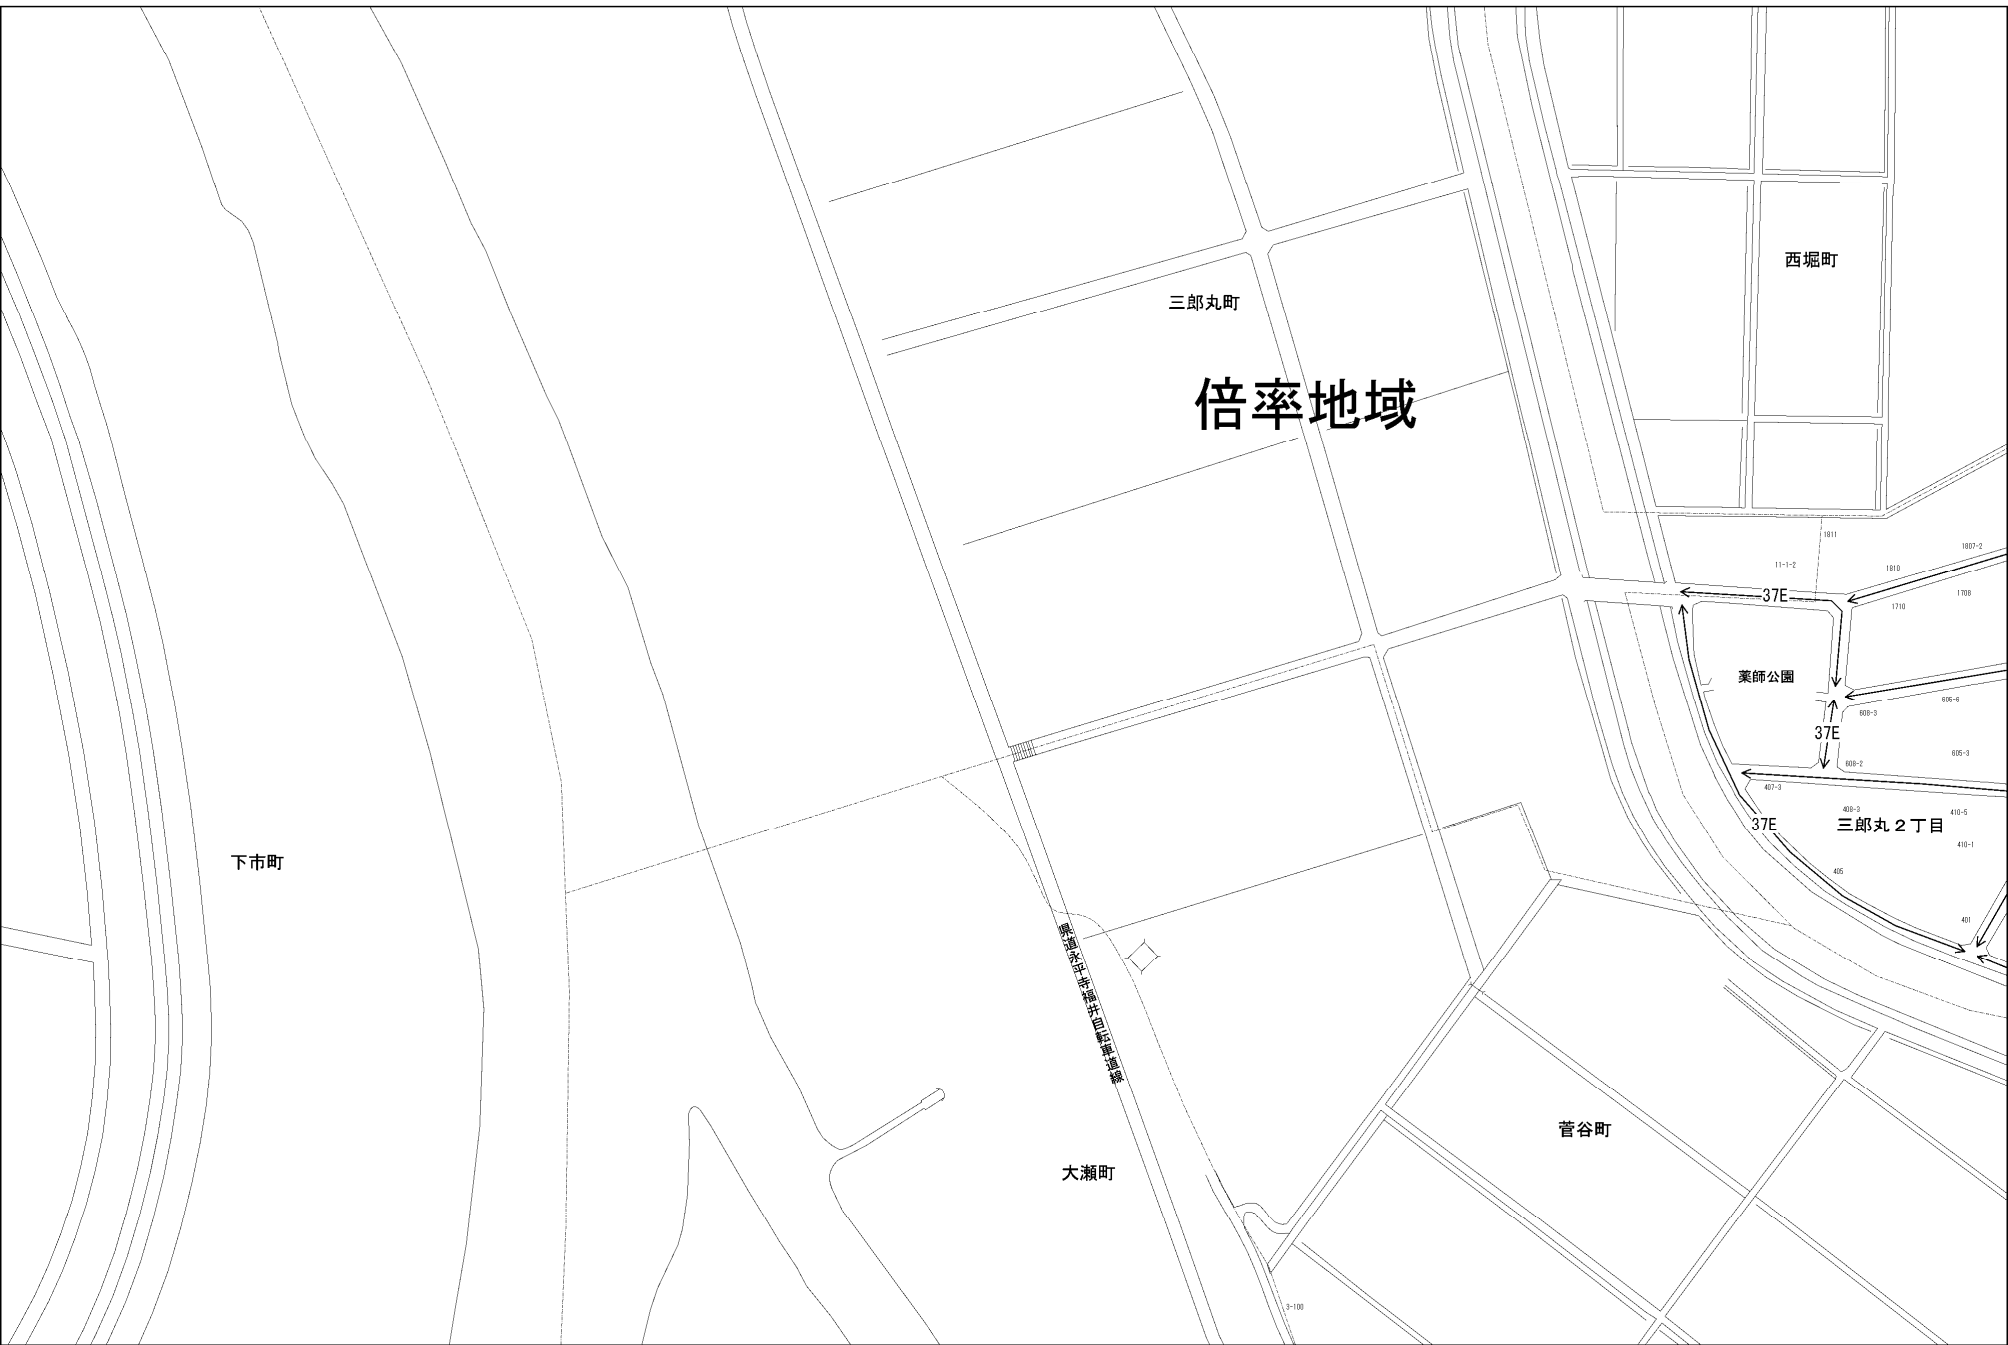 西堀町
三郎丸町
倍率地域
1811
1807-2
11-1-2
1810
37E
1708
1710
薬師公園
606-6
608-3
37E
605-3
608-2
407-3
408-3
410-5
37E
三郎丸2丁目
410-1
下市町
405
401
県道永平寺福井自転車道線
菅谷町
大瀬町
3-100